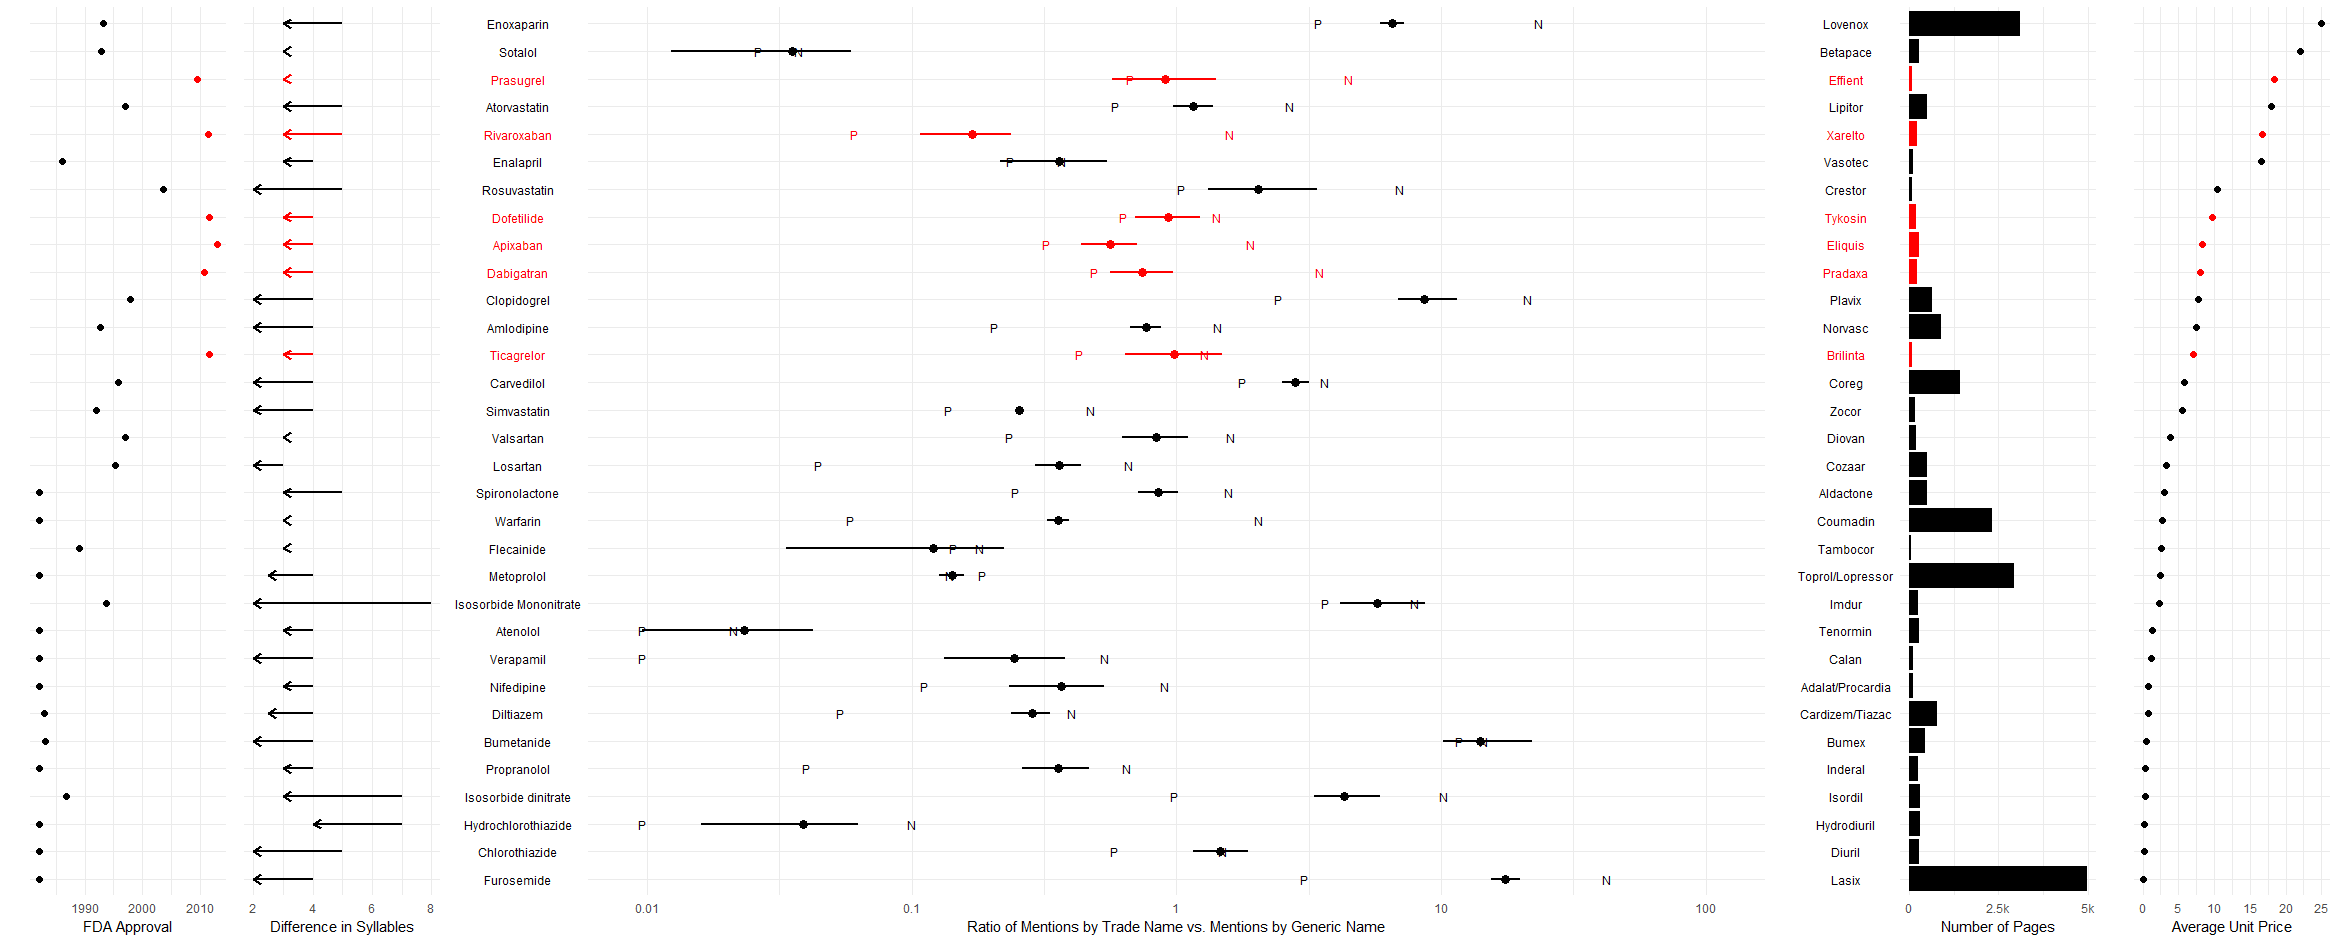 Enoxaparin P N Lovenox
Sotalol P N Betapace
Prasugrel P N Effient
Atorvastatin P N Lipitor
Rivaroxaban P N Xarelto
Enalapril P N Vasotec
Rosuvastatin P N Crestor
Dofetilide P N Tykosin
Apixaban P N Eliquis
Dabigatran P N Pradaxa
Clopidogrel P N Plavix
Amlodipine P N Norvasc
Ticagrelor P N Brilinta
Carvedilol P N Coreg
Simvastatin P N Zocor
Valsartan P N Diovan
Losartan P N Cozaar
Spironolactone P N Aldactone
Warfarin P N Coumadin
Flecainide P N Tambocor
Metoprolol N P Toprol/Lopressor
Isosorbide Mononitrate P N Imdur
Atenolol P N Tenormin
Verapamil P N Calan
Nifedipine P N Adalat/Procardia
Diltiazem P N Cardizem/Tiazac
Bumetanide P N Bumex
Propranolol P N Inderal
Isosorbide dinitrate P N Isordil
Hydrochlorothiazide P N Hydrodiuril
Chlorothiazide P N Diuril
Furosemide P N Lasix
1990 2000 2010 2 4 6 8 0.01 0.1 1 10 100 0 2.5k 5k 0 5 10 15 20 25
FDA Approval Difference in Syllables Ratio of Mentions by Trade Name vs. Mentions by Generic Name Number of Pages Average Unit Price